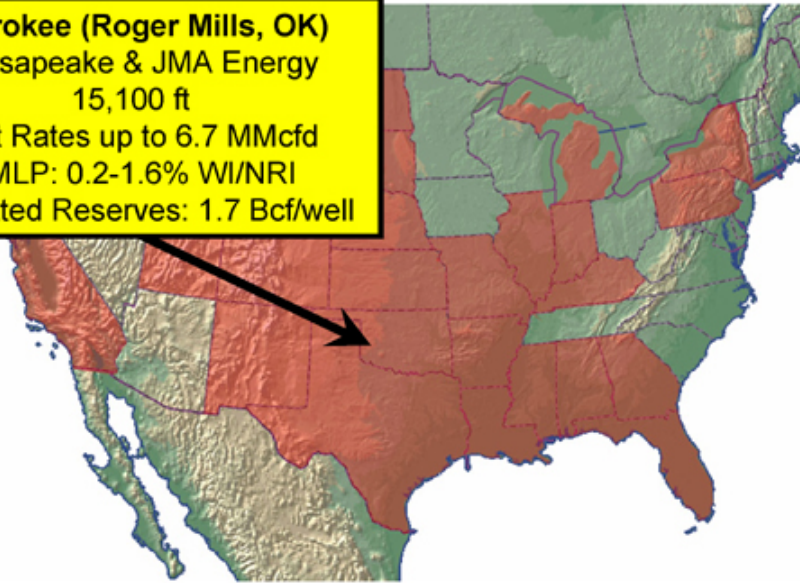 rokee (Roger Mills, OK)
sapeake & JMA Energy
15,100 ft
t Rates up to 6.7 MMcfd
MLP: 0.2-1.6% WI/NRI
ted Reserves: 1.7 Bcf/well